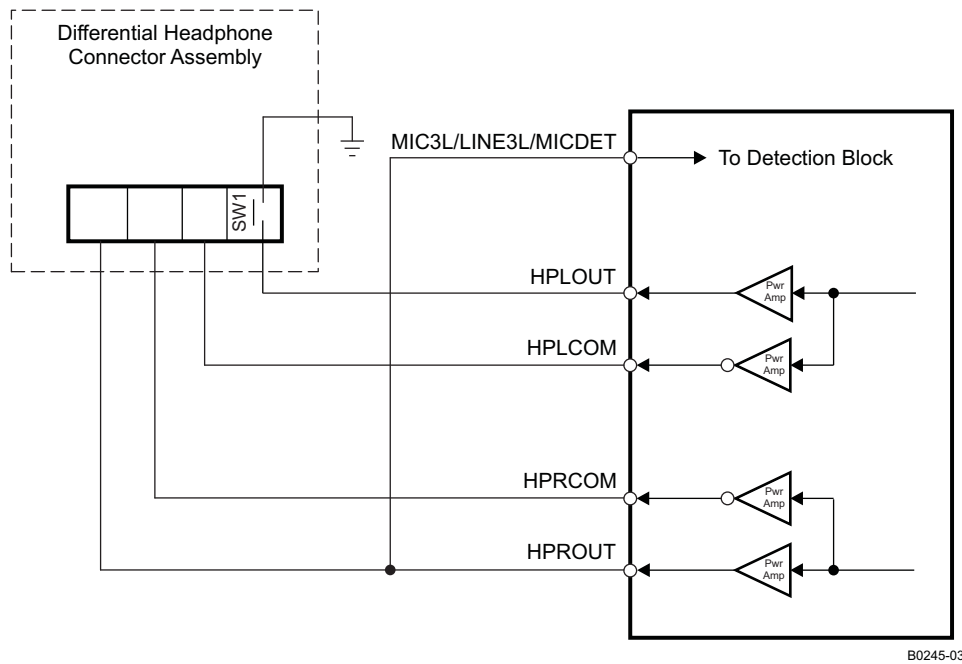 Differential Headphone
Connector Assembly
MIC3L/LINE3L/MICDET
To Detection Block
SW1
HPLOUT
Pwr
Amp
HPLCOM
Pwr
Amp
HPRCOM
Pwr
Amp
HPROUT
Pwr
Amp
B0245-03